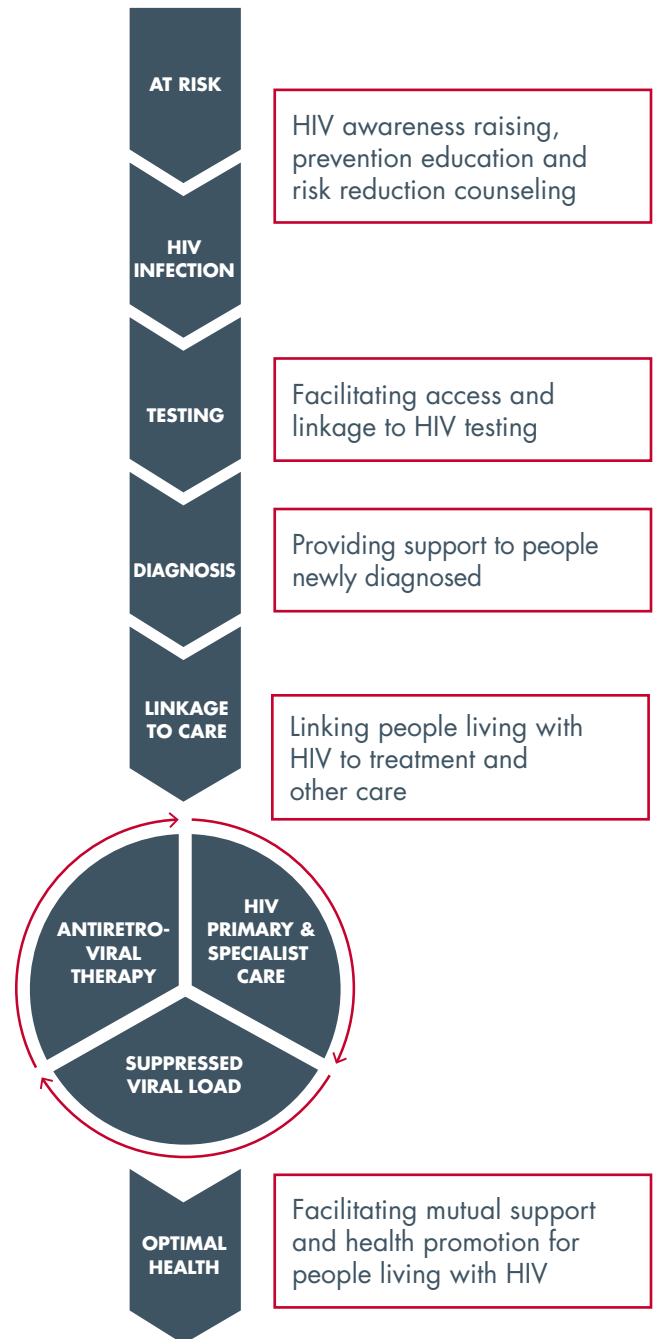 AT RISK
HIV awareness raising,
prevention education and
risk reduction counseling
HIV
INFECTION
TESTING
Facilitating access and
linkage to HIV testing
DIAGNOSIS
Providing support to people
newly diagnosed
LINKAGE
TO CARE
Linking people living with
HIV to treatment and
other care
ANTIRETRO-
VIRAL
THERAPY
HIV
PRIMARY &
SPECIALIST
CARE
SUPPRESSED
VIRAL LOAD
OPTIMAL
HEALTH
Facilitating mutual support
and health promotion for
people living with HIV